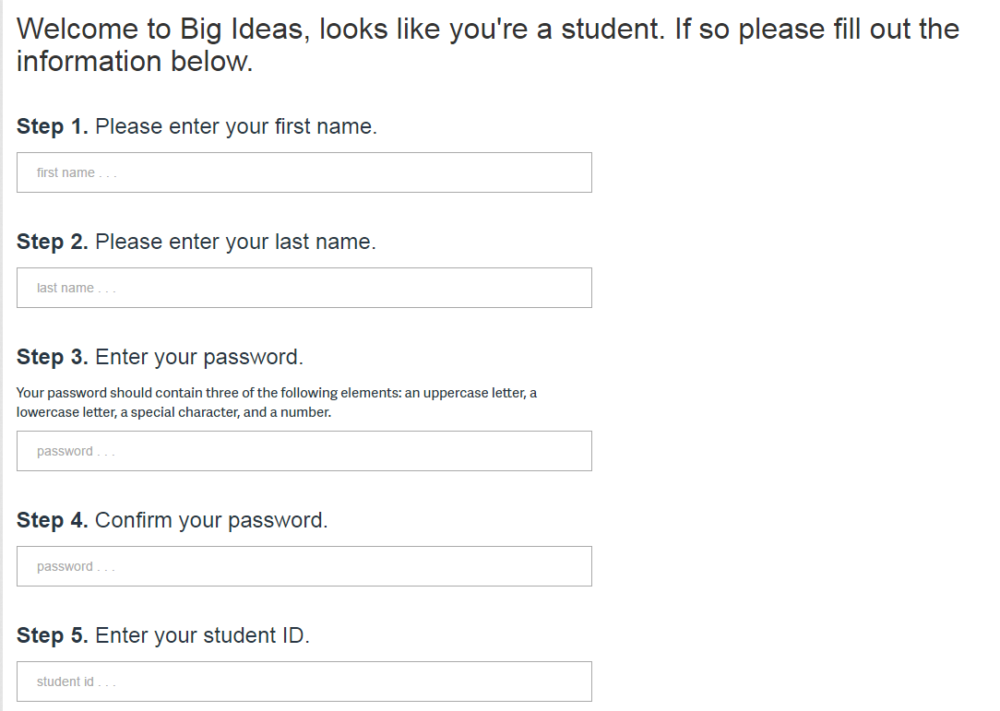 Welcome to Big Ideas, looks like you're a student. If so please fill out the
information below.
Step 1. Please enter your first name.
first name . . .
Step 2. Please enter your last name.
last name . . .
Step 3. Enter your password.
Your password should contain three of the following elements: an uppercase letter, a
lowercase letter, a special character, and a number.
password . . .
Step 4. Confirm your password.
password . . .
Step 5. Enter your student ID.
student id . . .